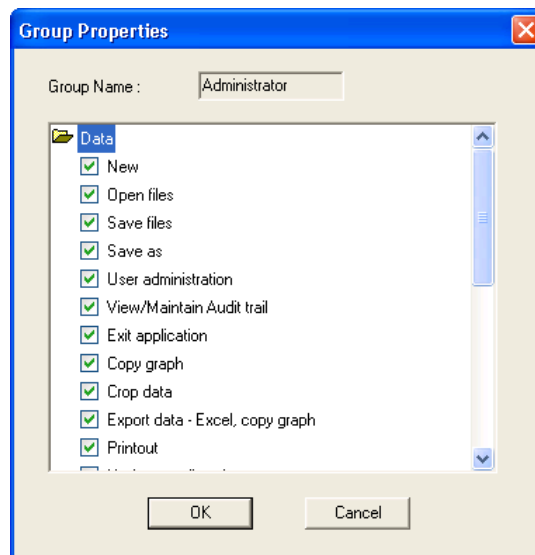 Group Properties
Group Name : Administrator
Data
New
Open files
Save files
Save as
User administration
View/Maintain Audit trail
Exit application
Copy graph
Crop data
Export data - Excel, copy graph
Printout
OK Cancel